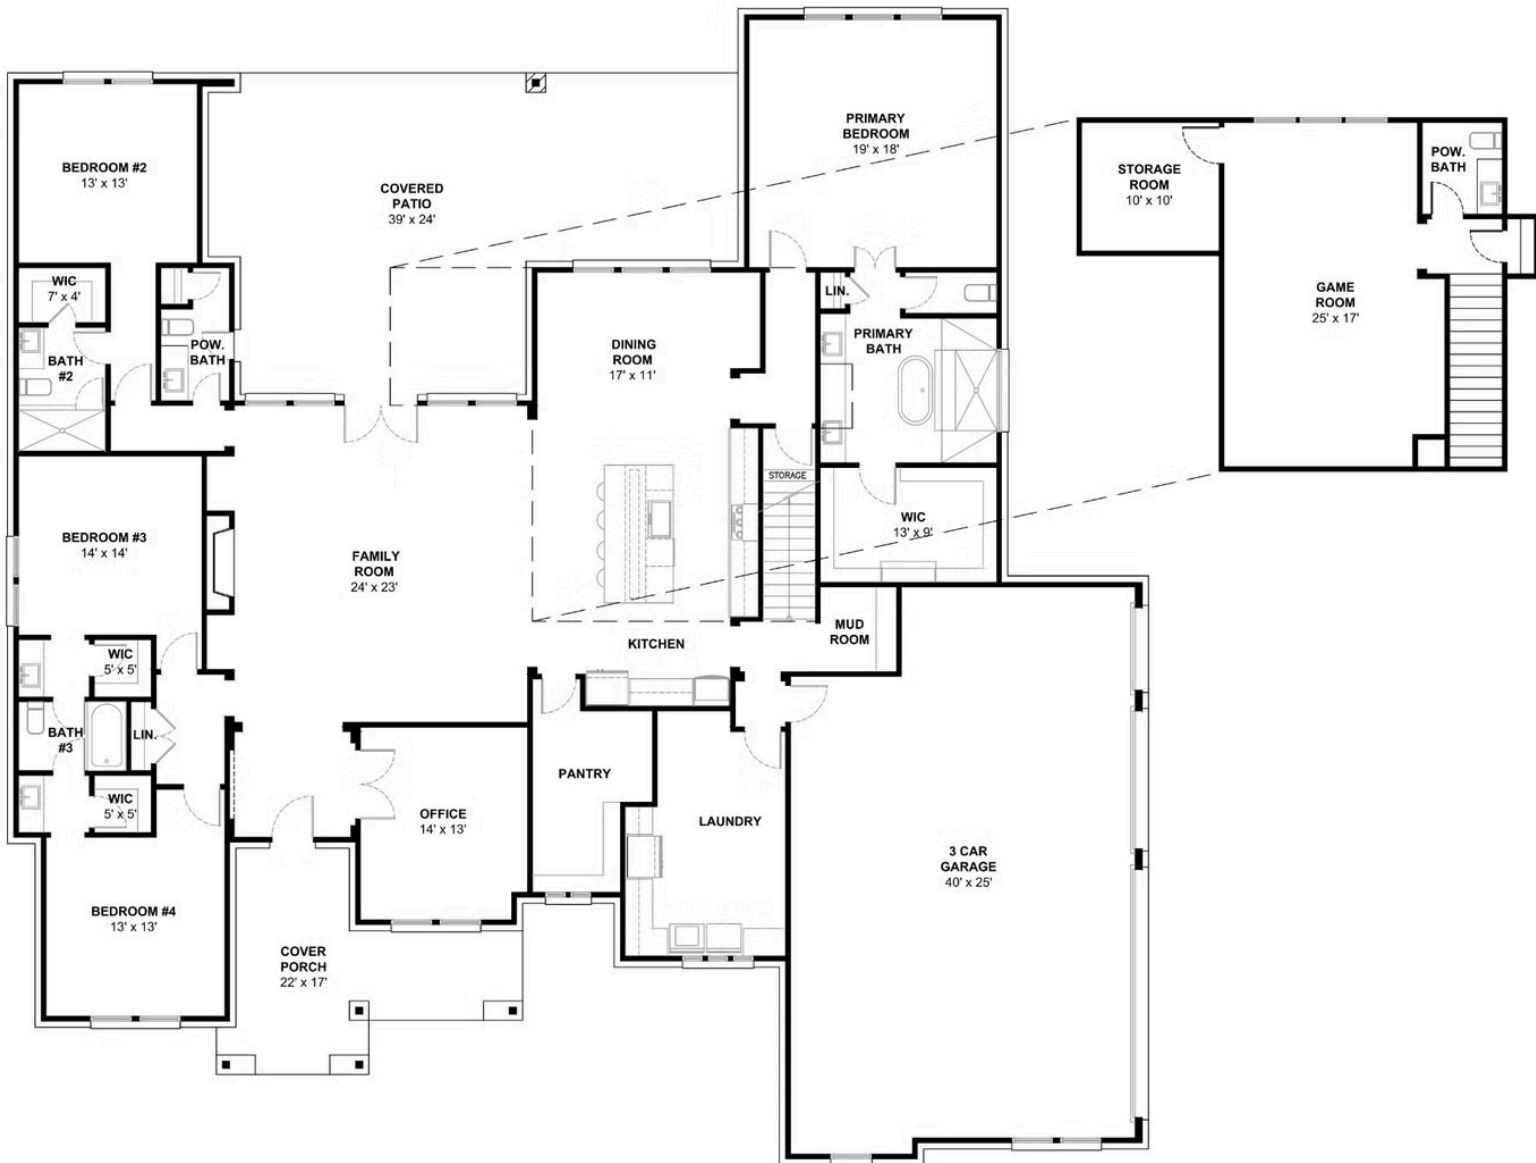 PRIMARY
BEDROOM
19' x 18'
BEDROOM #2
13' x 13'
COVERED
PATIO
39' x 24'
STORAGE
ROOM
10' x 10'
POW.
BATH
GAME
ROOM
25' x 17'
WIC
7' x 4'
BATH
#2
POW.
BATH
DINING
ROOM
17' x 11'
LIN.
PRIMARY
BATH
STORAGE
WIC
13' x 9'
BEDROOM #3
14' x 14'
FAMILY
ROOM
24' x 23'
KITCHEN
MUD
ROOM
WIC
5' x 5'
BATH
#3
LIN.
WIC
5' x 5'
PANTRY
OFFICE
14' x 13'
LAUNDRY
3 CAR
GARAGE
40' x 25'
BEDROOM #4
13' x 13'
COVER
PORCH
22' x 17'